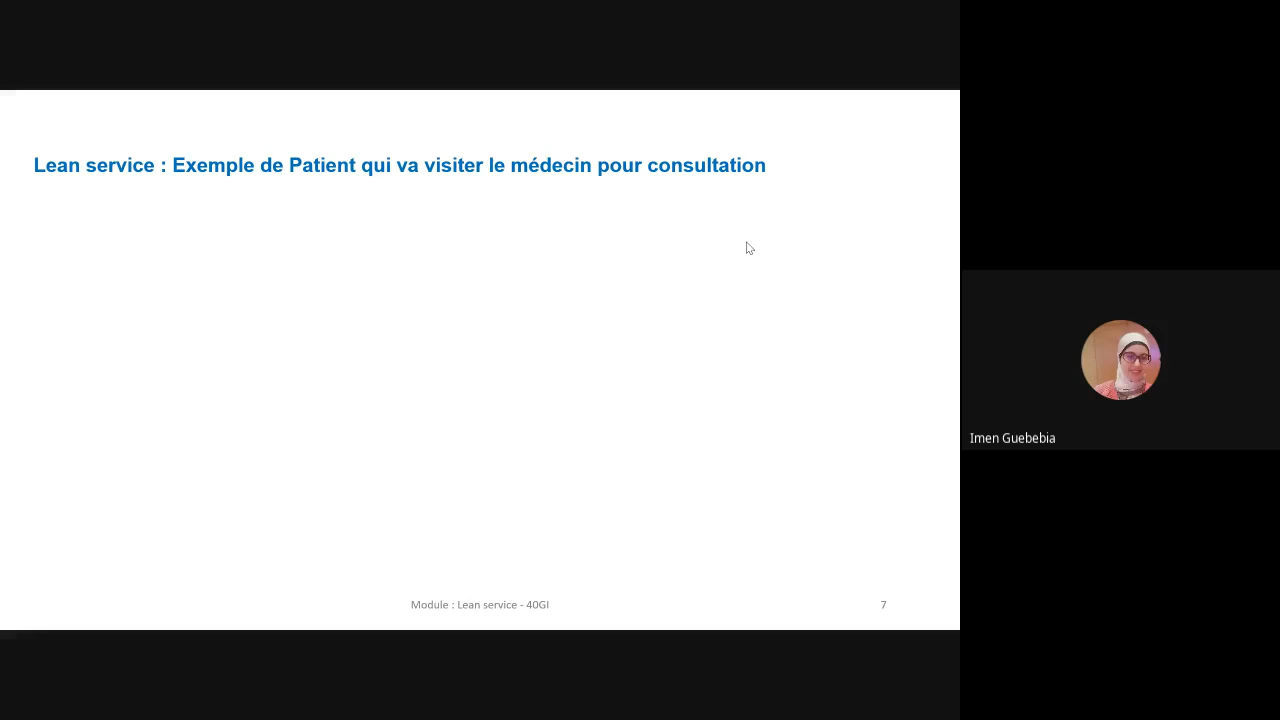 Lean service : Exemple de Patient qui va visiter le médecin pour consultation
Imen Guebebia
Module : Lean service - 40GI
7